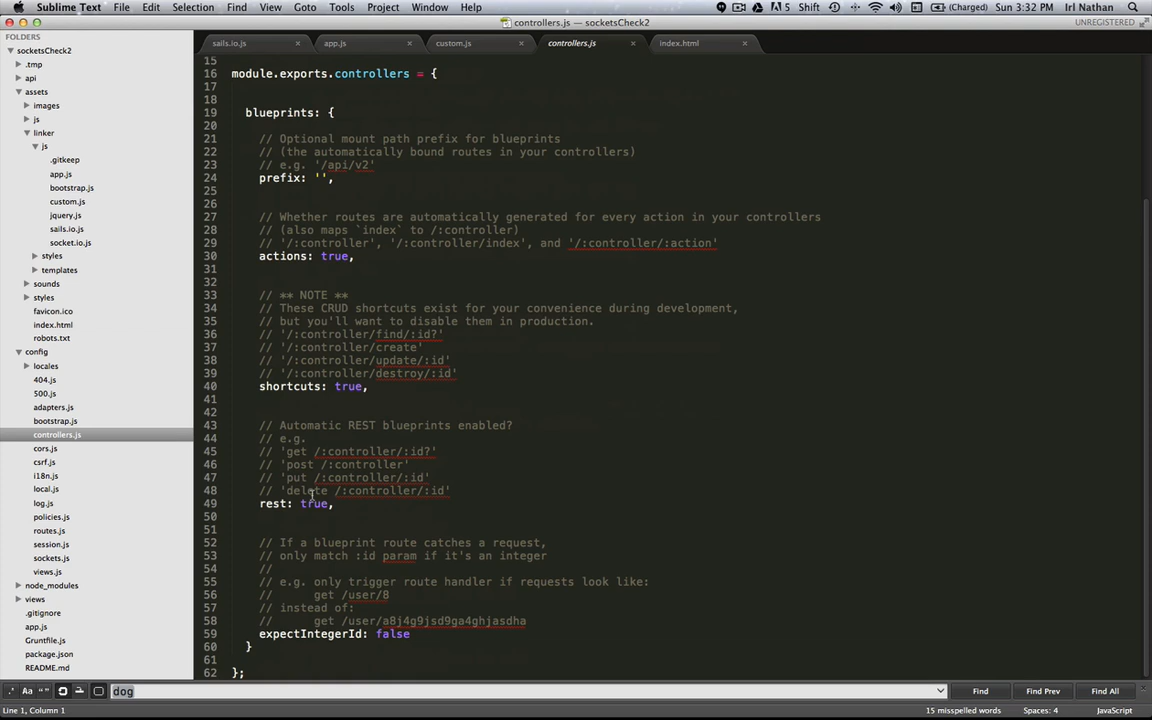 Sublime Text File Edit Selection Find View Goto Tools Project Window Help 5 Shift (Charged) Sun 3:32 PM Irl Nathan
controllers.js — socketsCheck2 UNREGISTERED
FOLDERS
socketsCheck2
.tmp
api
assets
images
js
linker
js
.gitkeep
app.js
bootstrap.js
custom.js
jquery.js
sails.io.js
socket.io.js
styles
templates
sounds
styles
favicon.ico
index.html
robots.txt
config
locales
404.js
500.js
adapters.js
bootstrap.js
controllers.js
cors.js
csrf.js
i18n.js
local.js
log.js
policies.js
routes.js
session.js
sockets.js
views.js
node_modules
views
.gitignore
app.js
Gruntfile.js
package.json
README.md
sails.io.js app.js custom.js controllers.js index.html
15
16 module.exports.controllers = {
17
18
19 blueprints: {
20
21 // Optional mount path prefix for blueprints
22 // (the automatically bound routes in your controllers)
23 // e.g. '/api/v2'
24 prefix: '',
25
26
27 // Whether routes are automatically generated for every action in your controllers
28 // (also maps `index` to /:controller)
29 // '/:controller', '/:controller/index', and '/:controller/:action'
30 actions: true,
31
32
33 // ** NOTE **
34 // These CRUD shortcuts exist for your convenience during development,
35 // but you'll want to disable them in production.
36 // '/:controller/find/:id?'
37 // '/:controller/create'
38 // '/:controller/update/:id'
39 // '/:controller/destroy/:id'
40 shortcuts: true,
41
42
43 // Automatic REST blueprints enabled?
44 // e.g.
45 // 'get /:controller/:id?'
46 // 'post /:controller'
47 // 'put /:controller/:id'
48 // 'delete /:controller/:id'
49 rest: true,
50
51
52 // If a blueprint route catches a request,
53 // only match :id param if it's an integer
54 //
55 // e.g. only trigger route handler if requests look like:
56 // get /user/8
57 // instead of:
58 // get /user/a8j4g9jsd9ga4ghjasdha
59 expectIntegerId: false
60 }
61
62 };
.* Aa “” dog Find Find Prev Find All
Line 1, Column 1 15 misspelled words Spaces: 4 JavaScript